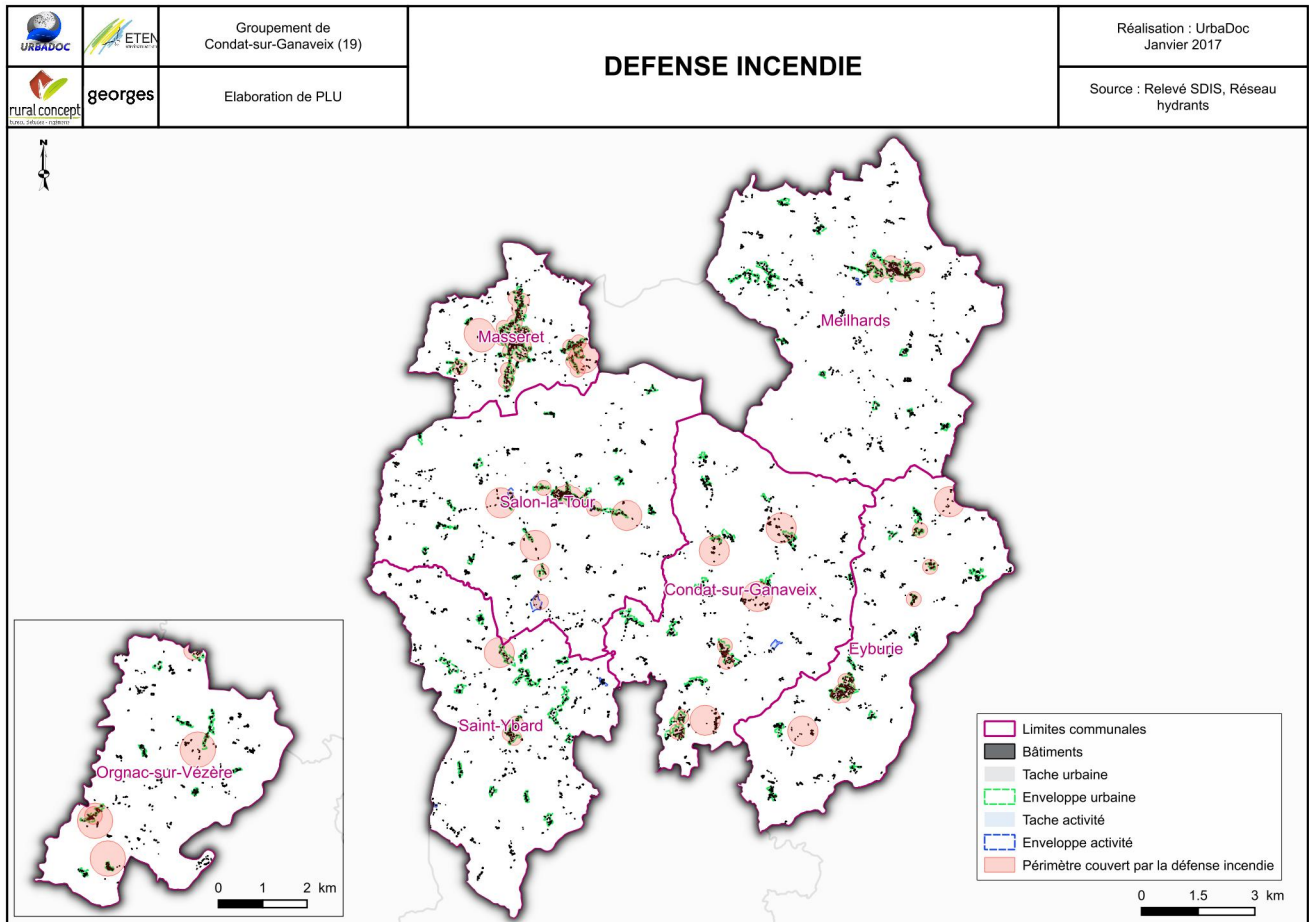 URBADOC
ETEN
environnement
Groupement de
Condat-sur-Ganaveix (19)
DEFENSE INCENDIE
Réalisation : UrbaDoc
Janvier 2017
rural concept
georges
Elaboration de PLU
Source : Relevé SDIS, Réseau
hydrants
N
Meilhards
Masseret
Salon-la-Tour
Condat-sur-Ganaveix
Eyburie
Saint-Ybard
Orgnac-sur-Vézère
0 1 2 km
Limites communales
Bâtiments
Tache urbaine
Enveloppe urbaine
Tache activité
Enveloppe activité
Périmètre couvert par la défense incendie
0 1.5 3 km